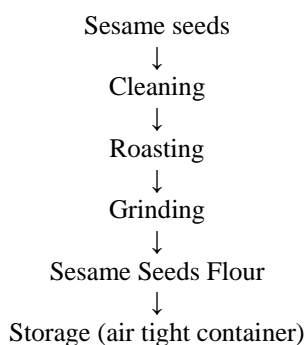 Sesame seeds
↓
Cleaning
↓
Roasting
↓
Grinding
↓
Sesame Seeds Flour
↓
Storage (air tight container)